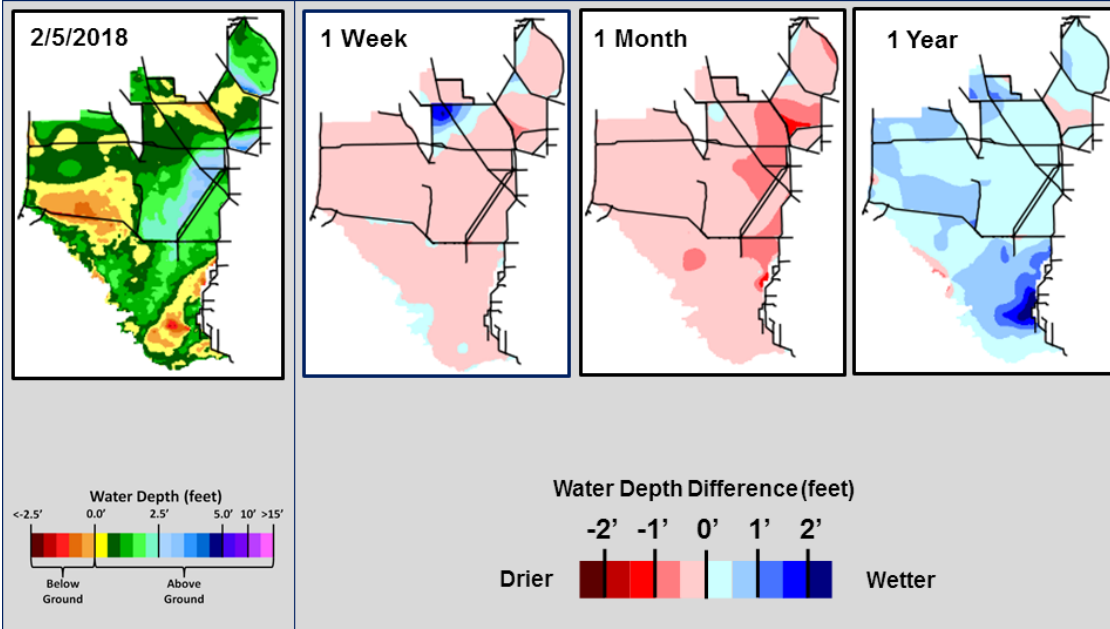 2/5/2018
1 Week
1 Month
1 Year
Water Depth (feet)
<-2.5' 0.0' 2.5' 5.0' 10' >15'
Below
Ground
Above
Ground
Water Depth Difference (feet)
-2' -1' 0' 1' 2'
Drier
Wetter